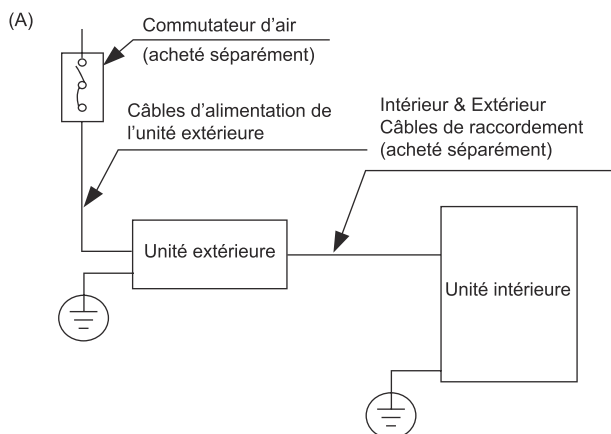 (A)
Commutateur d'air
(acheté séparément)
Câbles d'alimentation de
l'unité extérieure
Intérieur & Extérieur
Câbles de raccordement
(acheté séparément)
Unité extérieure
Unité intérieure